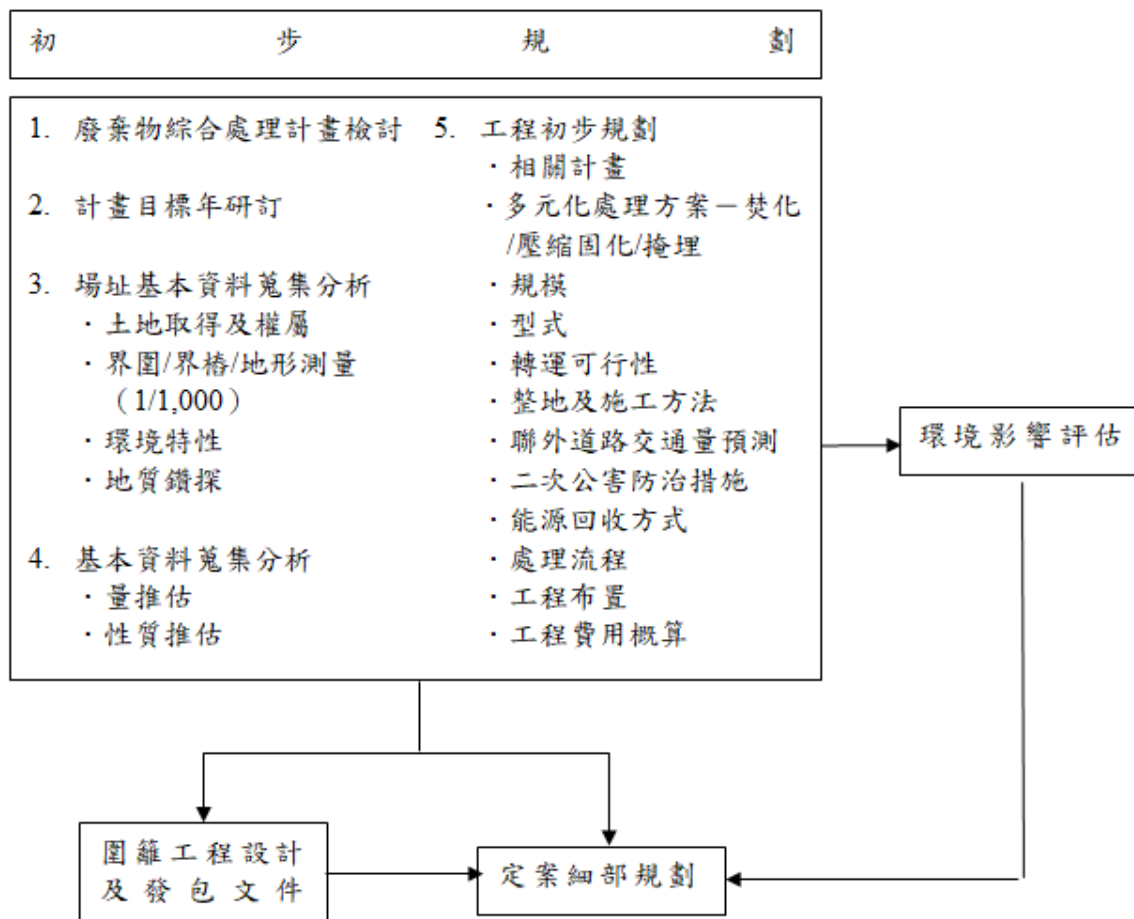 初步規劃
1. 廢棄物綜合處理計畫檢討
2. 計畫目標年研訂
3. 場址基本資料蒐集分析
・土地取得及權屬
・界圍/界樁/地形測量
（1/1,000）
・環境特性
・地質鑽探
4. 基本資料蒐集分析
・量推估
・性質推估
5. 工程初步規劃
・相關計畫
・多元化處理方案－焚化
/壓縮固化/掩埋
・規模
・型式
・轉運可行性
・整地及施工方法
・聯外道路交通量預測
・二次公害防治措施
・能源回收方式
・處理流程
・工程布置
・工程費用概算
環境影響評估
圍籬工程設計
及發包文件
定案細部規劃